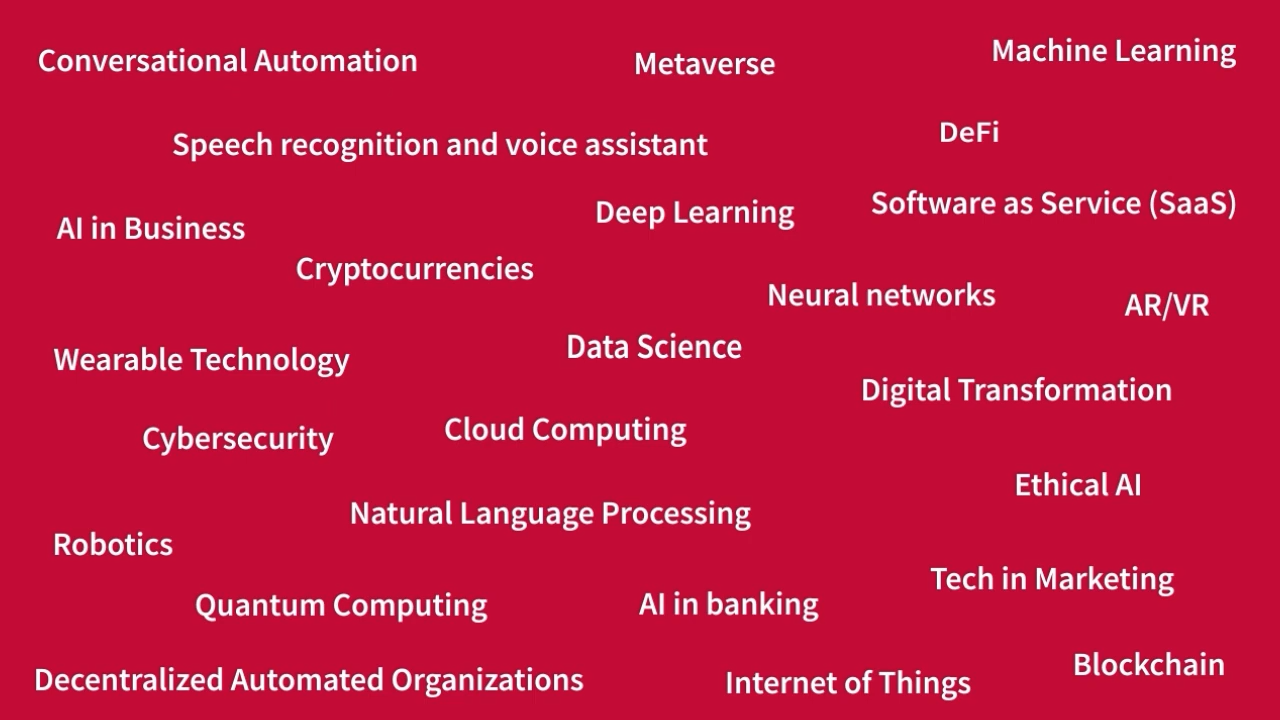 Conversational Automation
Metaverse
Machine Learning
Speech recognition and voice assistant
DeFi
AI in Business
Deep Learning
Software as Service (SaaS)
Cryptocurrencies
Neural networks
AR/VR
Wearable Technology
Data Science
Digital Transformation
Cybersecurity
Cloud Computing
Ethical AI
Natural Language Processing
Robotics
Tech in Marketing
Quantum Computing
AI in banking
Blockchain
Decentralized Automated Organizations
Internet of Things